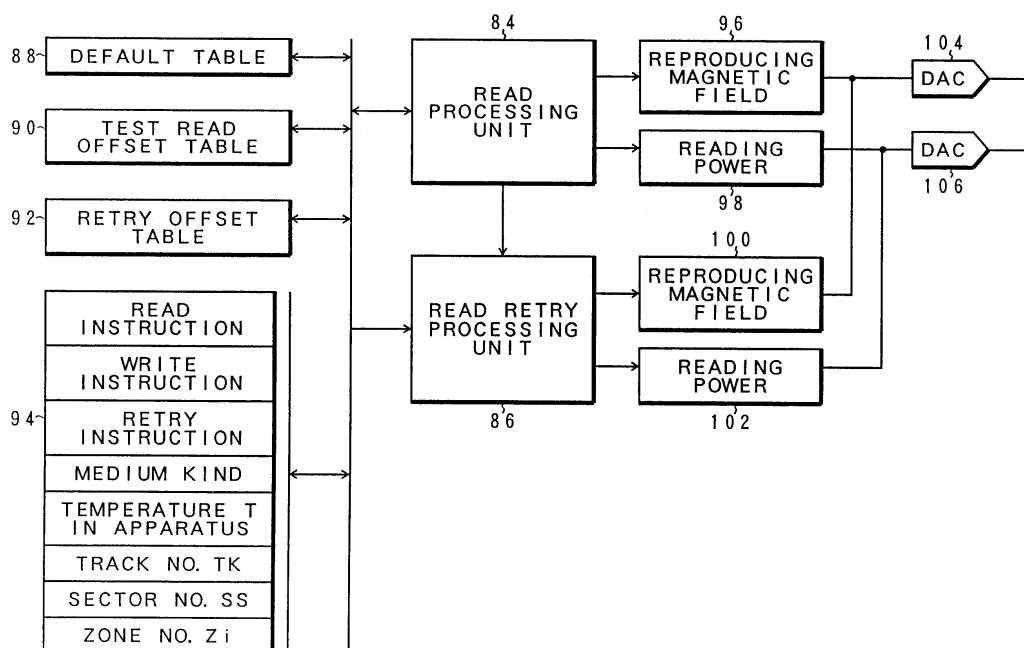 84
96
104
88
DEFAULT TABLE
REPRODUCING
MAGNETIC
FIELD
DAC
READ
PROCESSING
UNIT
90
TEST READ
OFFSET TABLE
READING
POWER
DAC
106
98
92
RETRY OFFSET
TABLE
100
REPRODUCING
MAGNETIC
FIELD
READ RETRY
PROCESSING
UNIT
READING
POWER
86
102
94
READ
INSTRUCTION
WRITE
INSTRUCTION
RETRY
INSTRUCTION
MEDIUM KIND
TEMPERATURE T
IN APPARATUS
TRACK NO. TK
SECTOR NO. SS
ZONE NO. Zi